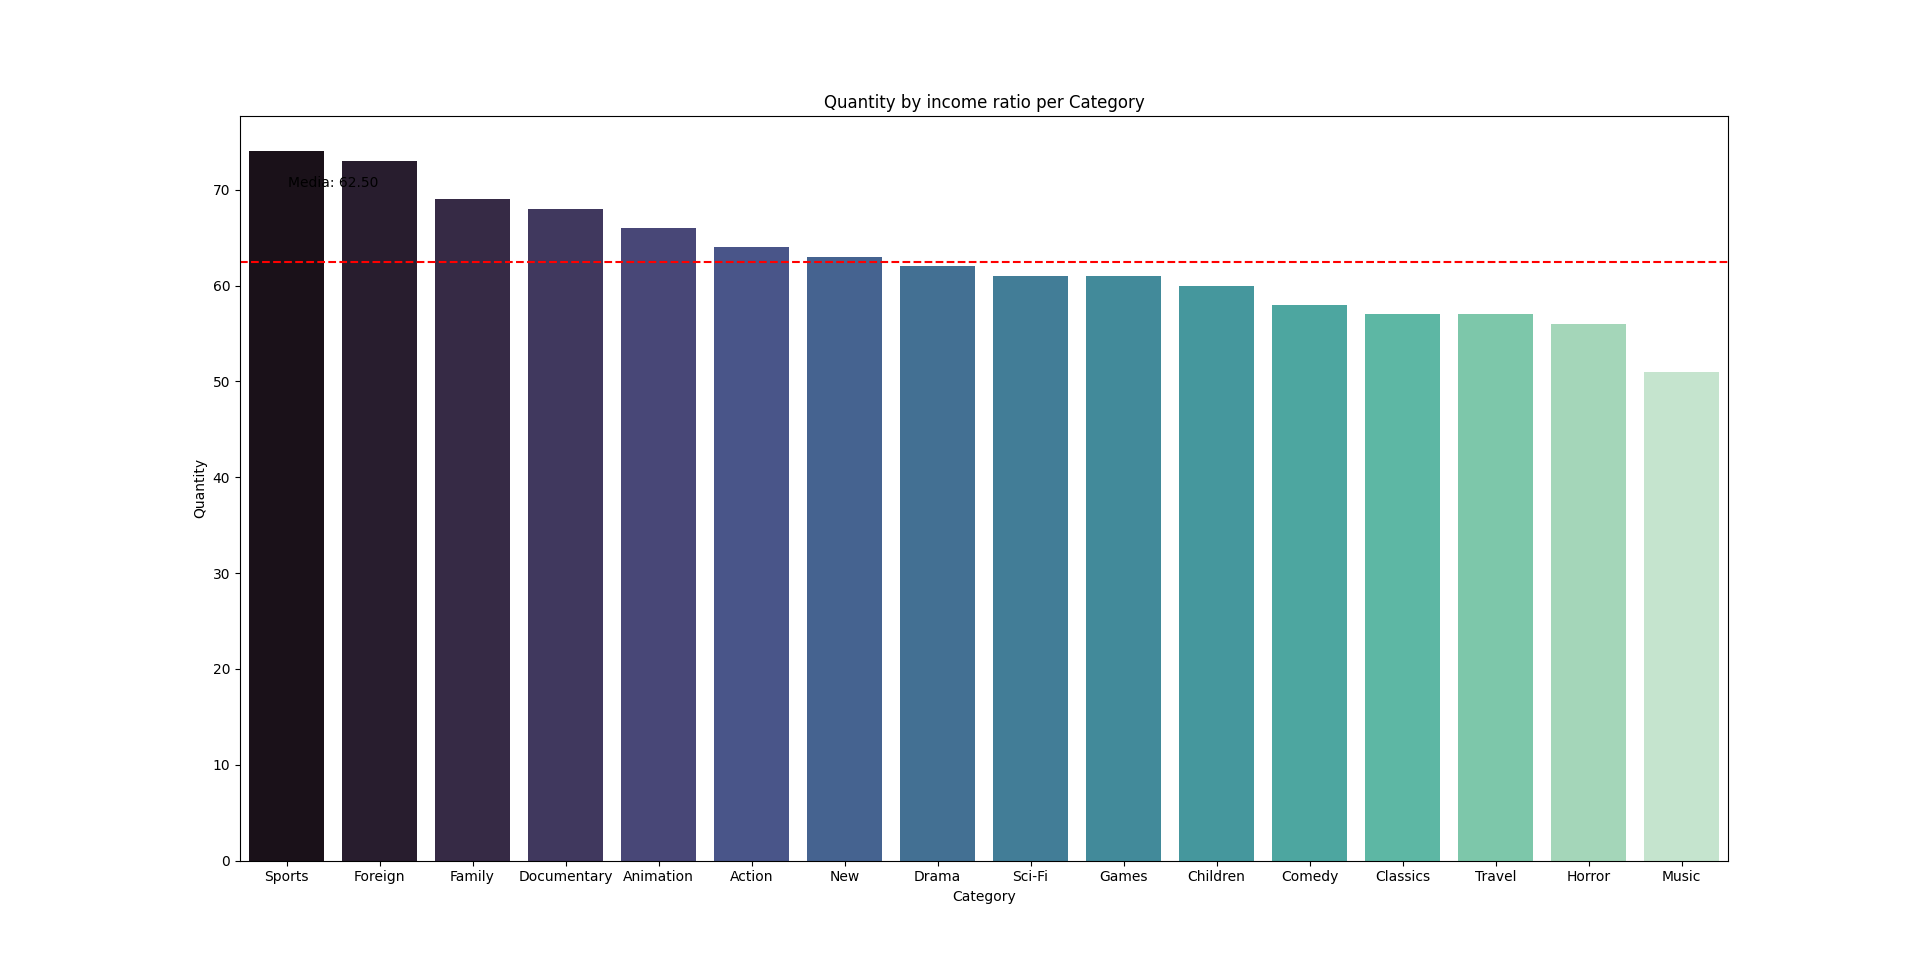 Quantity by income ratio per Category
Media: 62.50
70
60
50
40
30
20
10
0
Quantity
Sports Foreign Family Documentary Animation Action New Drama Sci-Fi Games Children Comedy Classics Travel Horror Music
Category